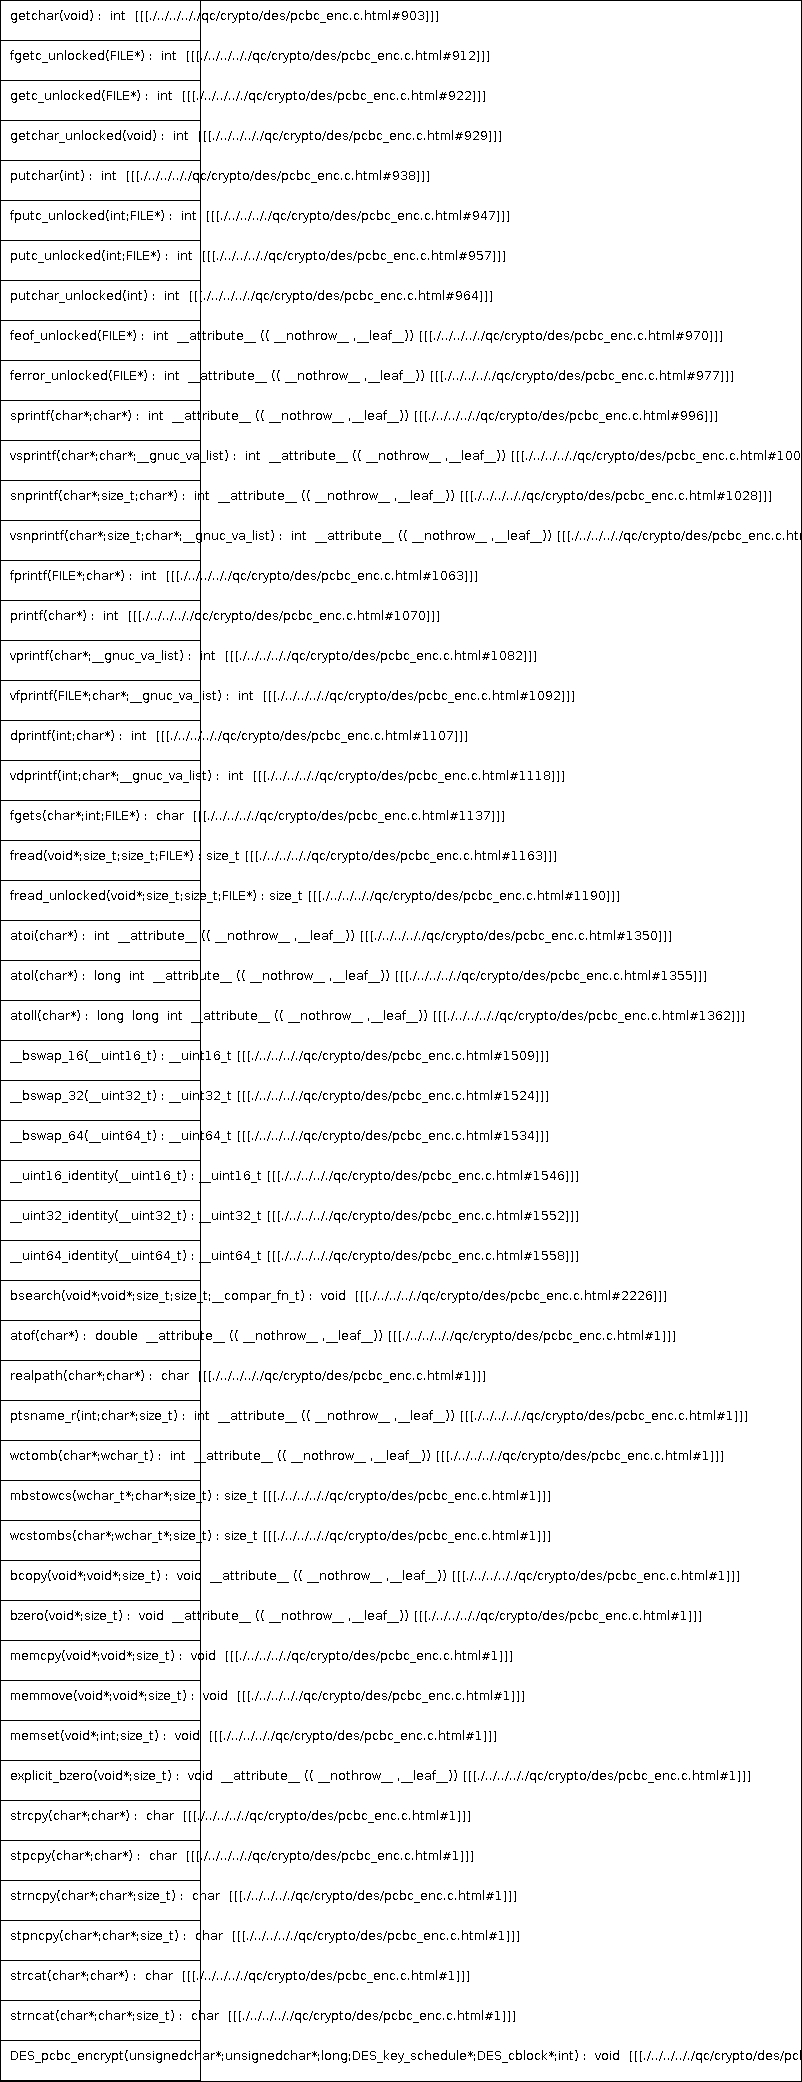 getchar(void) : int [[[./../../../../qc/crypto/des/pcbc_enc.c.html#903]]]
fgetc_unlocked(FILE*) : int [[[./../../../../qc/crypto/des/pcbc_enc.c.html#912]]]
getc_unlocked(FILE*) : int [[[./../../../../qc/crypto/des/pcbc_enc.c.html#922]]]
getchar_unlocked(void) : int [[[./../../../../qc/crypto/des/pcbc_enc.c.html#929]]]
putchar(int) : int [[[./../../../../qc/crypto/des/pcbc_enc.c.html#938]]]
fputc_unlocked(int;FILE*) : int [[[./../../../../qc/crypto/des/pcbc_enc.c.html#947]]]
putc_unlocked(int;FILE*) : int [[[./../../../../qc/crypto/des/pcbc_enc.c.html#957]]]
putchar_unlocked(int) : int [[[./../../../../qc/crypto/des/pcbc_enc.c.html#964]]]
feof_unlocked(FILE*) : int __attribute__ (( __nothrow__ ,__leaf__)) [[[./../../../../qc/crypto/des/pcbc_enc.c.html#970]]]
ferror_unlocked(FILE*) : int __attribute__ (( __nothrow__ ,__leaf__)) [[[./../../../../qc/crypto/des/pcbc_enc.c.html#977]]]
sprintf(char*;char*) : int __attribute__ (( __nothrow__ ,__leaf__)) [[[./../../../../qc/crypto/des/pcbc_enc.c.html#996]]]
vsprintf(char*;char*;__gnuc_va_list) : int __attribute__ (( __nothrow__ ,__leaf__)) [[[./../../../../qc/crypto/des/pcbc_enc.c.html#100
snprintf(char*;size_t;char*) : int __attribute__ (( __nothrow__ ,__leaf__)) [[[./../../../../qc/crypto/des/pcbc_enc.c.html#1028]]]
vsnprintf(char*;size_t;char*;__gnuc_va_list) : int __attribute__ (( __nothrow__ ,__leaf__)) [[[./../../../../qc/crypto/des/pcbc_enc.c.ht
fprintf(FILE*;char*) : int [[[./../../../../qc/crypto/des/pcbc_enc.c.html#1063]]]
printf(char*) : int [[[./../../../../qc/crypto/des/pcbc_enc.c.html#1070]]]
vprintf(char*;__gnuc_va_list) : int [[[./../../../../qc/crypto/des/pcbc_enc.c.html#1082]]]
vfprintf(FILE*;char*;__gnuc_va_list) : int [[[./../../../../qc/crypto/des/pcbc_enc.c.html#1092]]]
dprintf(int;char*) : int [[[./../../../../qc/crypto/des/pcbc_enc.c.html#1107]]]
vdprintf(int;char*;__gnuc_va_list) : int [[[./../../../../qc/crypto/des/pcbc_enc.c.html#1118]]]
fgets(char*;int;FILE*) : char [[[./../../../../qc/crypto/des/pcbc_enc.c.html#1137]]]
fread(void*;size_t;size_t;FILE*) : size_t [[[./../../../../qc/crypto/des/pcbc_enc.c.html#1163]]]
fread_unlocked(void*;size_t;size_t;FILE*) : size_t [[[./../../../../qc/crypto/des/pcbc_enc.c.html#1190]]]
atoi(char*) : int __attribute__ (( __nothrow__ ,__leaf__)) [[[./../../../../qc/crypto/des/pcbc_enc.c.html#1350]]]
atol(char*) : long int __attribute__ (( __nothrow__ ,__leaf__)) [[[./../../../../qc/crypto/des/pcbc_enc.c.html#1355]]]
atoll(char*) : long long int __attribute__ (( __nothrow__ ,__leaf__)) [[[./../../../../qc/crypto/des/pcbc_enc.c.html#1362]]]
__bswap_16(__uint16_t) : __uint16_t [[[./../../../../qc/crypto/des/pcbc_enc.c.html#1509]]]
__bswap_32(__uint32_t) : __uint32_t [[[./../../../../qc/crypto/des/pcbc_enc.c.html#1524]]]
__bswap_64(__uint64_t) : __uint64_t [[[./../../../../qc/crypto/des/pcbc_enc.c.html#1534]]]
__uint16_identity(__uint16_t) : __uint16_t [[[./../../../../qc/crypto/des/pcbc_enc.c.html#1546]]]
__uint32_identity(__uint32_t) : __uint32_t [[[./../../../../qc/crypto/des/pcbc_enc.c.html#1552]]]
__uint64_identity(__uint64_t) : __uint64_t [[[./../../../../qc/crypto/des/pcbc_enc.c.html#1558]]]
bsearch(void*;void*;size_t;size_t;__compar_fn_t) : void [[[./../../../../qc/crypto/des/pcbc_enc.c.html#2226]]]
atof(char*) : double __attribute__ (( __nothrow__ ,__leaf__)) [[[./../../../../qc/crypto/des/pcbc_enc.c.html#1]]]
realpath(char*;char*) : char [[[./../../../../qc/crypto/des/pcbc_enc.c.html#1]]]
ptsname_r(int;char*;size_t) : int __attribute__ (( __nothrow__ ,__leaf__)) [[[./../../../../qc/crypto/des/pcbc_enc.c.html#1]]]
wctomb(char*;wchar_t) : int __attribute__ (( __nothrow__ ,__leaf__)) [[[./../../../../qc/crypto/des/pcbc_enc.c.html#1]]]
mbstowcs(wchar_t*;char*;size_t) : size_t [[[./../../../../qc/crypto/des/pcbc_enc.c.html#1]]]
wcstombs(char*;wchar_t*;size_t) : size_t [[[./../../../../qc/crypto/des/pcbc_enc.c.html#1]]]
bcopy(void*;void*;size_t) : void __attribute__ (( __nothrow__ ,__leaf__)) [[[./../../../../qc/crypto/des/pcbc_enc.c.html#1]]]
bzero(void*;size_t) : void __attribute__ (( __nothrow__ ,__leaf__)) [[[./../../../../qc/crypto/des/pcbc_enc.c.html#1]]]
memcpy(void*;void*;size_t) : void [[[./../../../../qc/crypto/des/pcbc_enc.c.html#1]]]
memmove(void*;void*;size_t) : void [[[./../../../../qc/crypto/des/pcbc_enc.c.html#1]]]
memset(void*;int;size_t) : void [[[./../../../../qc/crypto/des/pcbc_enc.c.html#1]]]
explicit_bzero(void*;size_t) : void __attribute__ (( __nothrow__ ,__leaf__)) [[[./../../../../qc/crypto/des/pcbc_enc.c.html#1]]]
strcpy(char*;char*) : char [[[./../../../../qc/crypto/des/pcbc_enc.c.html#1]]]
stpcpy(char*;char*) : char [[[./../../../../qc/crypto/des/pcbc_enc.c.html#1]]]
strncpy(char*;char*;size_t) : char [[[./../../../../qc/crypto/des/pcbc_enc.c.html#1]]]
stpncpy(char*;char*;size_t) : char [[[./../../../../qc/crypto/des/pcbc_enc.c.html#1]]]
strcat(char*;char*) : char [[[./../../../../qc/crypto/des/pcbc_enc.c.html#1]]]
strncat(char*;char*;size_t) : char [[[./../../../../qc/crypto/des/pcbc_enc.c.html#1]]]
DES_pcbc_encrypt(unsignedchar*;unsignedchar*;long;DES_key_schedule*;DES_cblock*;int) : void [[[./../../../../qc/crypto/des/pcl